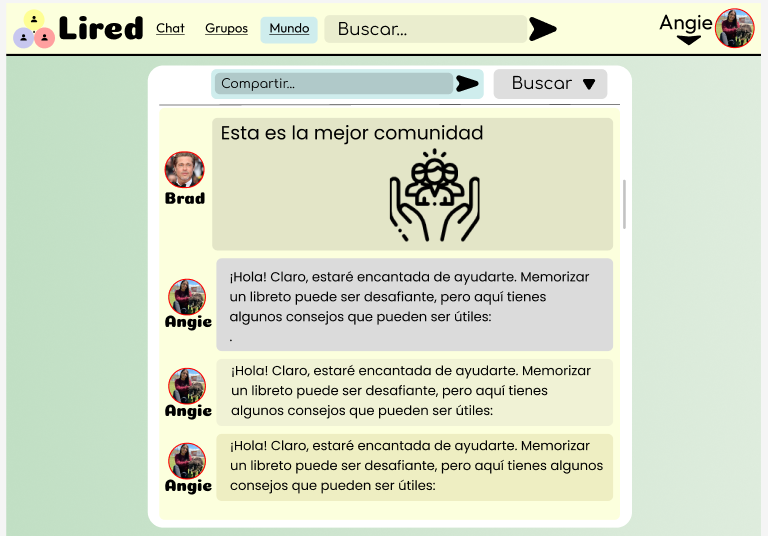 Lired
Chat
Grupos
Mundo
Buscar...
Angie
Compartir...
Buscar
Esta es la mejor comunidad
Brad
¡Hola! Claro, estaré encantada de ayudarte. Memorizar
un libreto puede ser desafiante, pero aquí tienes
algunos consejos que pueden ser útiles:
.
Angie
¡Hola! Claro, estaré encantada de ayudarte. Memorizar
un libreto puede ser desafiante, pero aquí tienes
algunos consejos que pueden ser útiles:
Angie
¡Hola! Claro, estaré encantada de ayudarte. Memorizar
un libreto puede ser desafiante, pero aquí tienes algunos
consejos que pueden ser útiles:
Angie